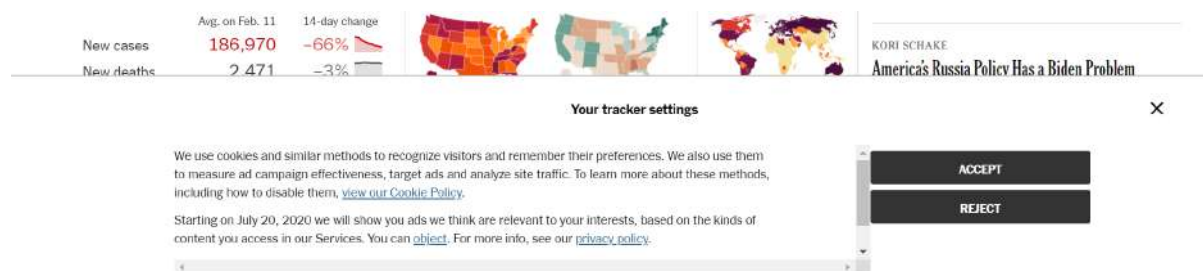 Avg. on Feb. 11 14-day change
New cases 186,970 –66%
New deaths 2,471 –3%
KORI SCHAKE
America's Russia Policy Has a Biden Problem
Your tracker settings
We use cookies and similar methods to recognize visitors and remember their preferences. We also use them
to measure ad campaign effectiveness, target ads and analyze site traffic. To learn more about these methods,
including how to disable them, view our Cookie Policy.
Starting on July 20, 2020 we will show you ads we think are relevant to your interests, based on the kinds of
content you access in our Services. You can object. For more info, see our privacy policy.
ACCEPT
REJECT